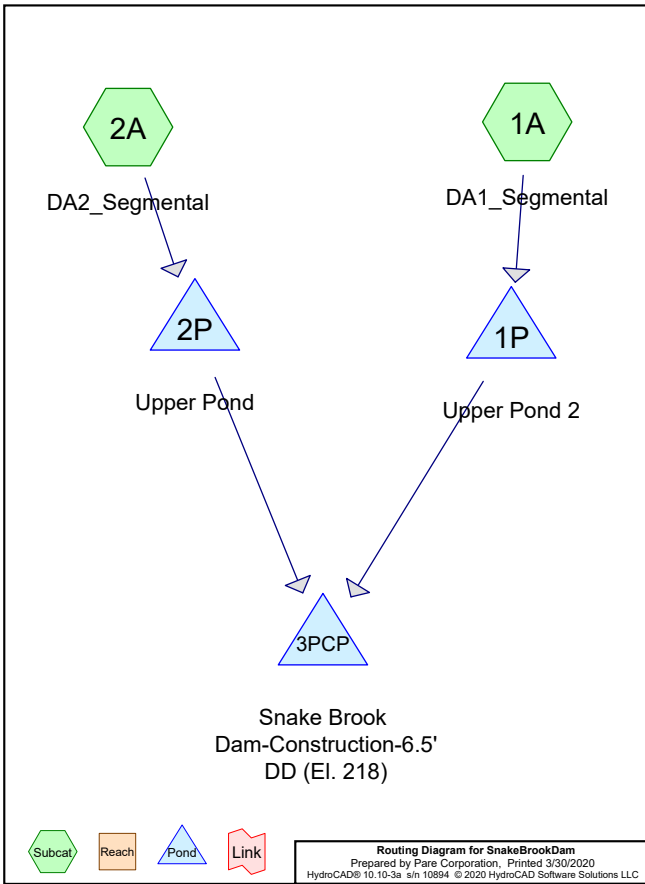 2A
1A
DA2_Segmental
DA1_Segmental
2P
1P
Upper Pond
Upper Pond 2
3PCP
Snake Brook
Dam-Construction-6.5'
DD (El. 218)
Subcat
Reach
Pond
Link
Routing Diagram for SnakeBrookDam
Prepared by Pare Corporation, Printed 3/30/2020
HydroCAD® 10.10-3a s/n 10894 © 2020 HydroCAD Software Solutions LLC